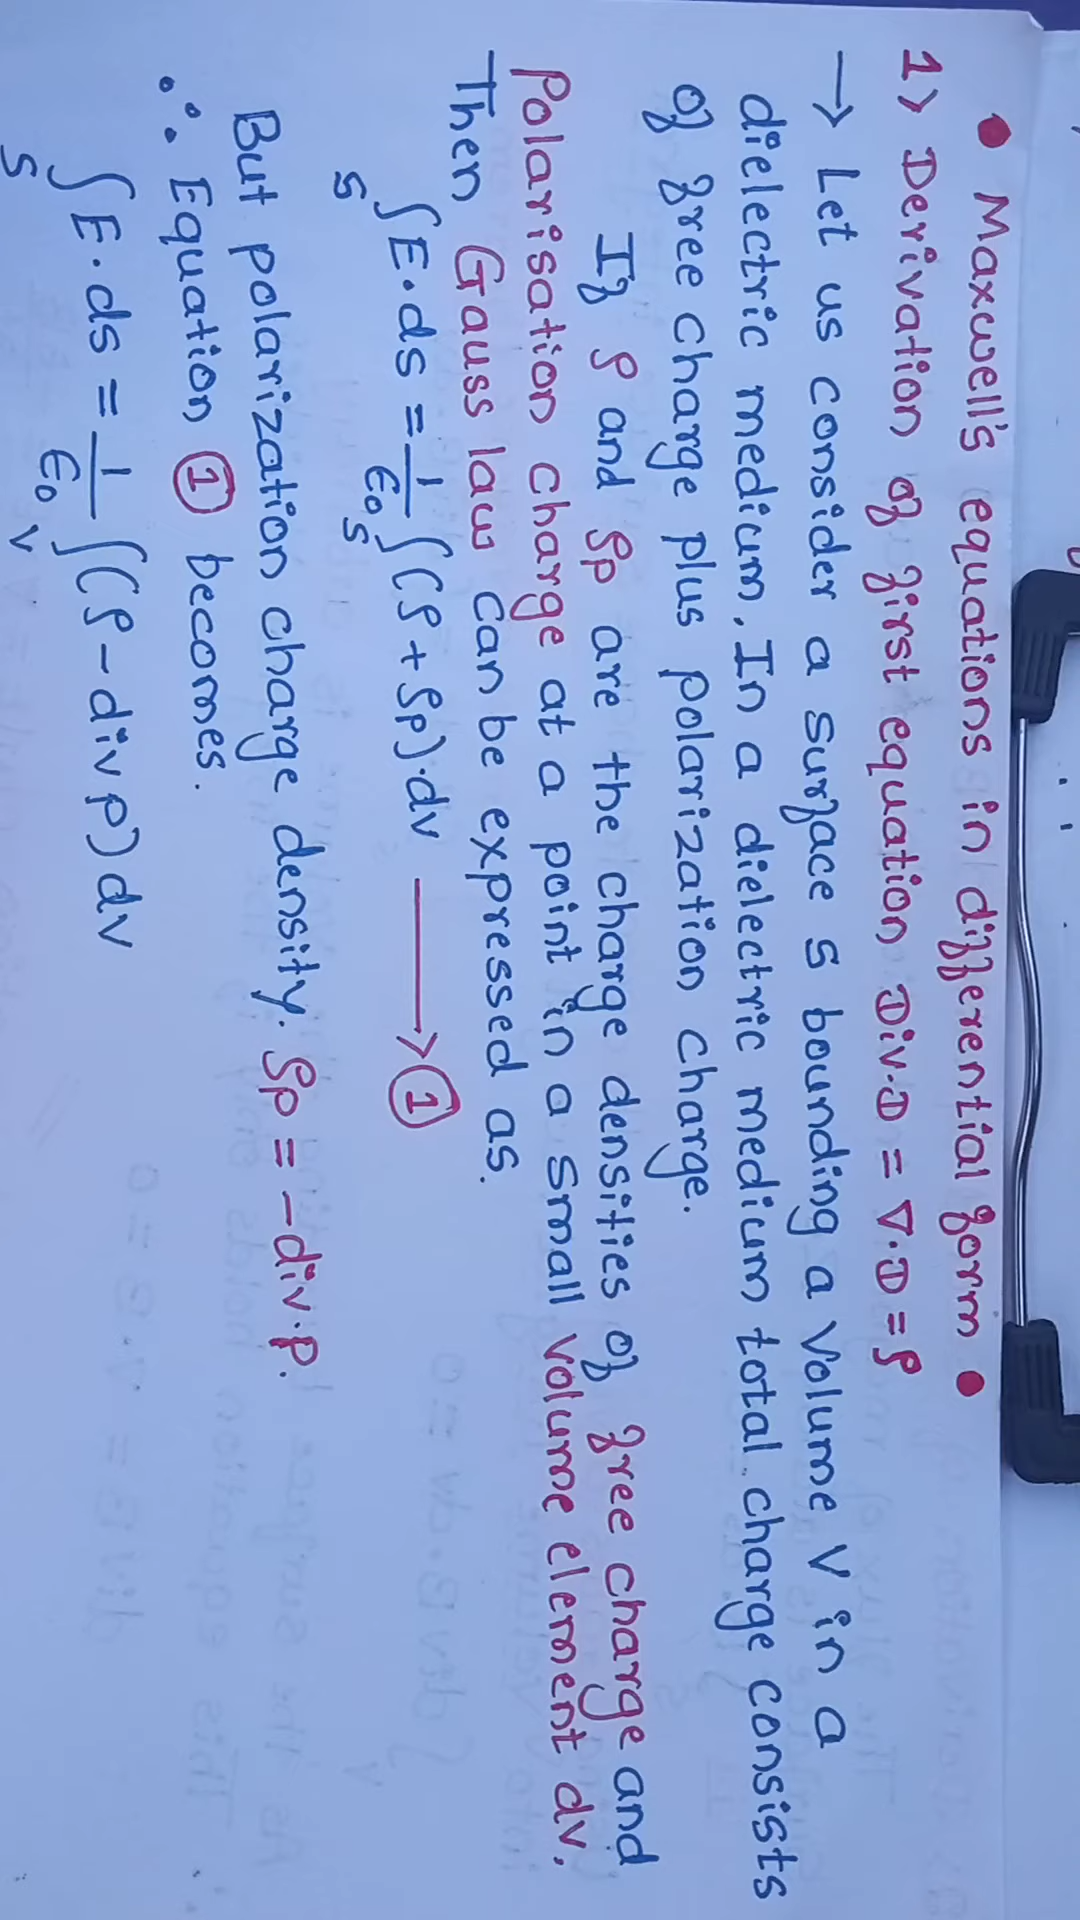 • Maxwell's equations in differential form •
1> Derivation of first equation Div.D = ∇.D = ρ
→ Let us consider a surface s bounding a volume V in a
dielectric medium, In a dielectric medium total charge consists
of free charge plus polarization charge.
If ρ and ρp are the charge densities of free charge and
Polarisation charge at a point in a small volume element dv.
Then Gauss law can be expressed as.
∫s E.ds = 1/ε0 ∫s (ρ + ρp).dv ⟶ ①
But polarization charge density. ρp = -div.P.
∴ Equation ① becomes.
∫s E.ds = 1/ε0 ∫v (ρ - div P) dv